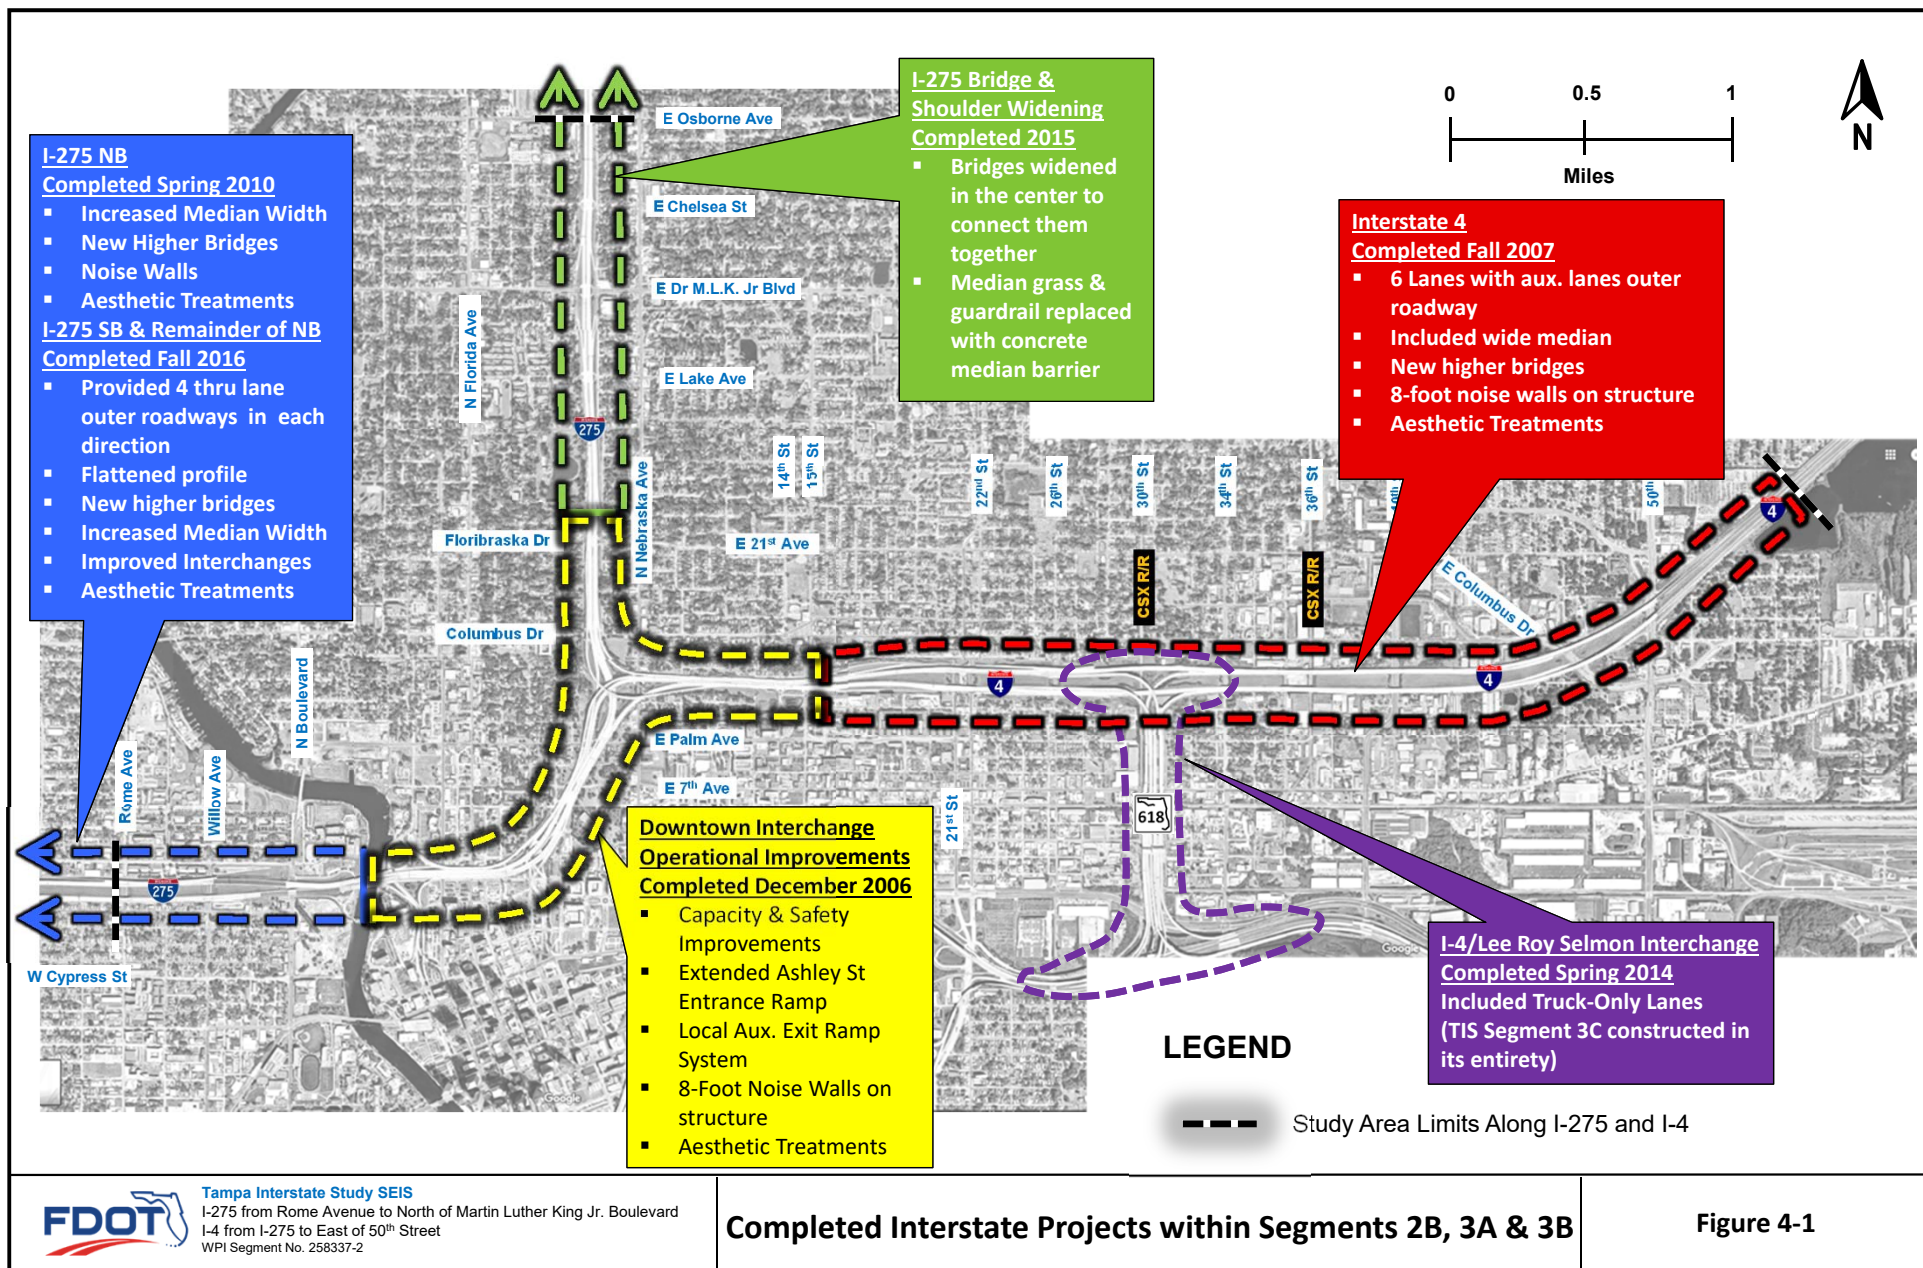 I-275 NB
Completed Spring 2010
▪ Increased Median Width
▪ New Higher Bridges
▪ Noise Walls
▪ Aesthetic Treatments
I-275 SB & Remainder of NB
Completed Fall 2016
▪ Provided 4 thru lane
outer roadways in each
direction
▪ Flattened profile
▪ New higher bridges
▪ Increased Median Width
▪ Improved Interchanges
▪ Aesthetic Treatments
I-275 Bridge &
Shoulder Widening
Completed 2015
▪ Bridges widened
in the center to
connect them
together
▪ Median grass &
guardrail replaced
with concrete
median barrier
0 0.5 1
Miles
N
Interstate 4
Completed Fall 2007
▪ 6 Lanes with aux. lanes outer
roadway
▪ Included wide median
▪ New higher bridges
▪ 8-foot noise walls on structure
▪ Aesthetic Treatments
E Osborne Ave
E Chelsea St
E Dr M.L.K. Jr Blvd
N Florida Ave
E Lake Ave
275
14th St
15th St
22nd St
26th St
30th St
34th St
36th St
50th St
4
N Nebraska Ave
Floribraska Dr
E 21st Ave
CSX R/R
CSX R/R
E Columbus Dr
Columbus Dr
N Boulevard
4
4
E Palm Ave
Rome Ave
Willow Ave
E 7th Ave
21st St
618
275
W Cypress St
Downtown Interchange
Operational Improvements
Completed December 2006
▪ Capacity & Safety
Improvements
▪ Extended Ashley St
Entrance Ramp
▪ Local Aux. Exit Ramp
System
▪ 8-Foot Noise Walls on
structure
▪ Aesthetic Treatments
I-4/Lee Roy Selmon Interchange
Completed Spring 2014
Included Truck-Only Lanes
(TIS Segment 3C constructed in
its entirety)
Google
Google
LEGEND
Study Area Limits Along I-275 and I-4
FDOT
Tampa Interstate Study SEIS
I-275 from Rome Avenue to North of Martin Luther King Jr. Boulevard
I-4 from I-275 to East of 50th Street
WPI Segment No. 258337-2
Completed Interstate Projects within Segments 2B, 3A & 3B
Figure 4-1